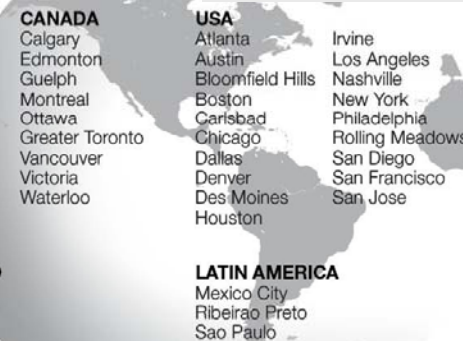 CANADA
Calgary
Edmonton
Guelph
Montreal
Ottawa
Greater Toronto
Vancouver
Victoria
Waterloo
USA
Atlanta
Austin
Bloomfield Hills
Boston
Carlsbad
Chicago
Dallas
Denver
Des Moines
Houston
Irvine
Los Angeles
Nashville
New York
Philadelphia
Rolling Meadows
San Diego
San Francisco
San Jose
LATIN AMERICA
Mexico City
Ribeirao Preto
Sao Paulo